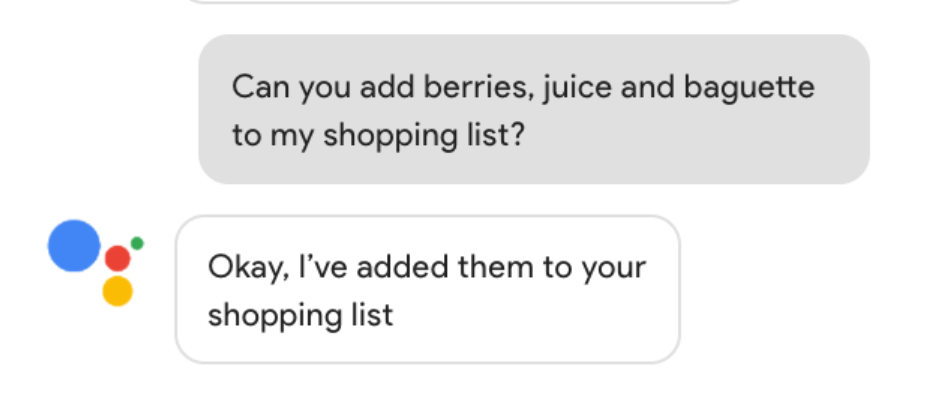 Can you add berries, juice and baguette
to my shopping list?
Okay, I’ve added them to your
shopping list